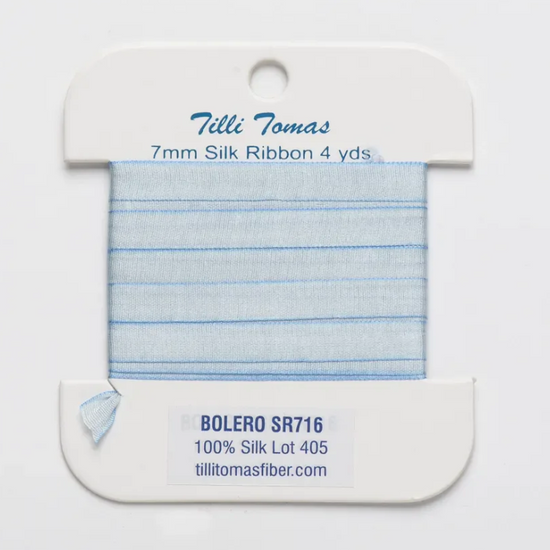 Tilli Tomas
7mm Silk Ribbon 4 yds
BOLERO SR716
100% Silk Lot 405
tillitomasfiber.com